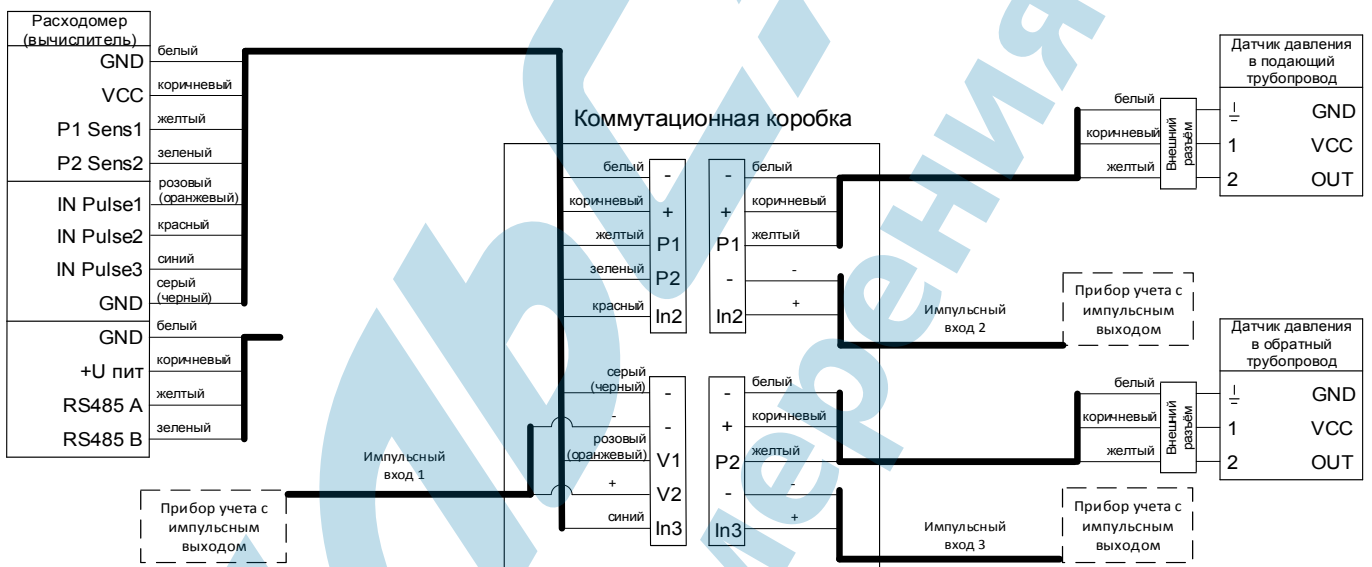 Расходомер
(вычислитель)
GND
белый
VCC
коричневый
P1 Sens1
желтый
P2 Sens2
зеленый
IN Pulse1
розовый
(оранжевый)
IN Pulse2
красный
IN Pulse3
синий
GND
серый
(черный)
GND
белый
+U пит
коричневый
RS485 A
желтый
RS485 B
зеленый
Прибор учета с
импульсным
выходом
Импульсный
вход 1
Коммутационная коробка
белый
-
коричневый
+
желтый
P1
зеленый
P2
красный
In2
-
белый
+
коричневый
P1
желтый
-
-
In2
+
серый
(черный)
-
-
-
розовый
(оранжевый)
V1
+
V2
синий
In3
-
белый
+
коричневый
P2
желтый
-
-
In3
+
Импульсный
вход 2
Прибор учета с
импульсным
выходом
Импульсный
вход 3
Прибор учета с
импульсным
выходом
Датчик давления
в подающий
трубопровод
белый
коричневый
желтый
Внешний
разъём
GND
1 VCC
2 OUT
Датчик давления
в обратный
трубопровод
белый
коричневый
желтый
Внешний
разъём
GND
1 VCC
2 OUT